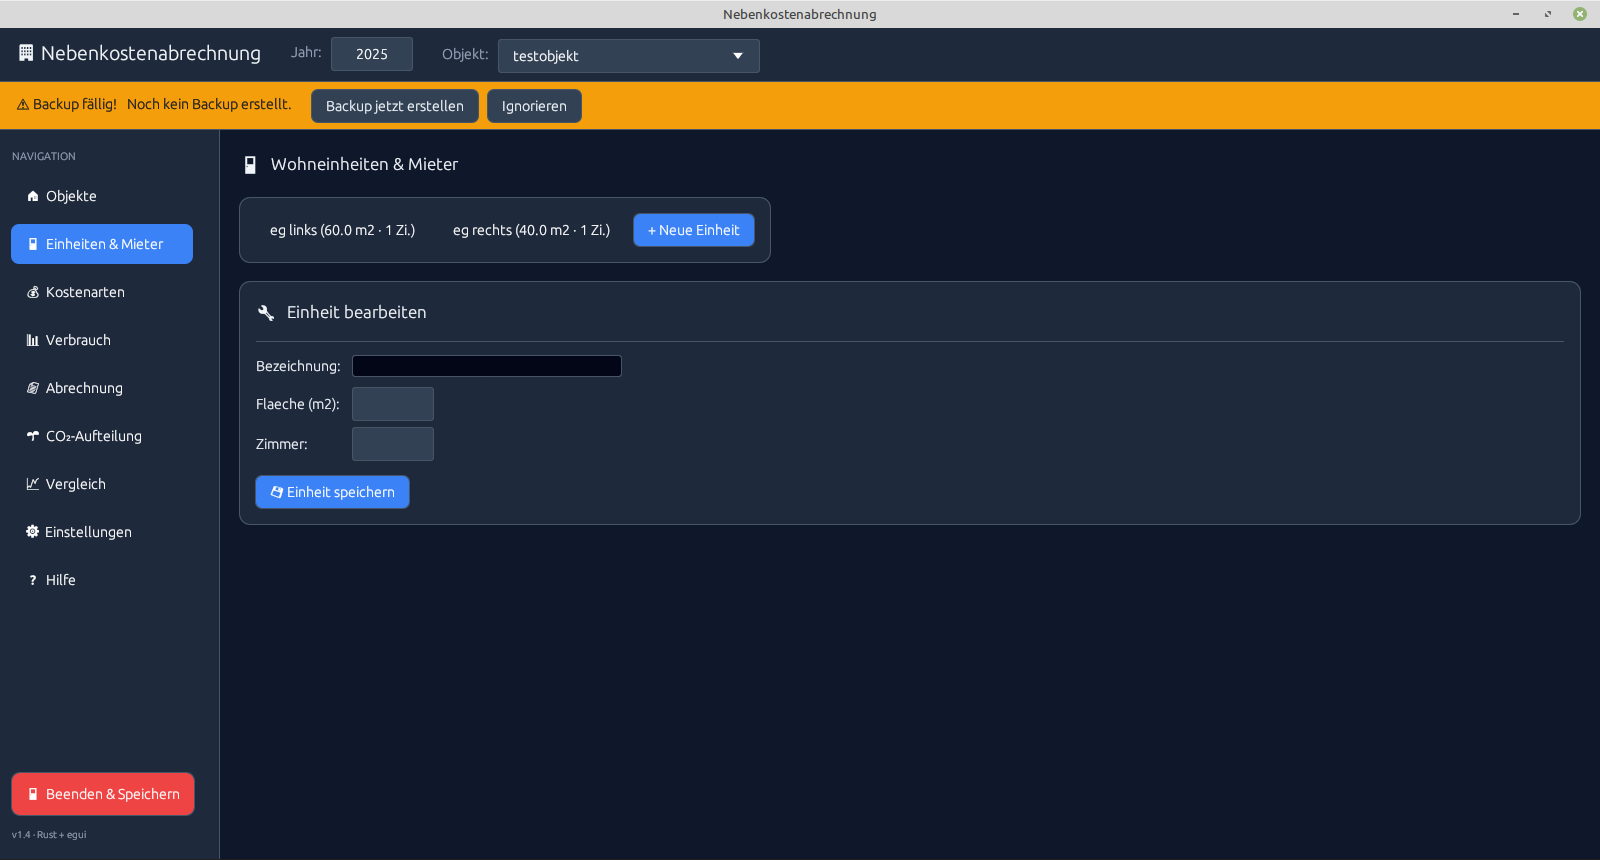 Nebenkostenabrechnung
Nebenkostenabrechnung Jahr: 2025 Objekt: testobjekt
⚠ Backup fällig! Noch kein Backup erstellt. Backup jetzt erstellen Ignorieren
NAVIGATION
Objekte
Einheiten & Mieter
Kostenarten
Verbrauch
Abrechnung
CO₂-Aufteilung
Vergleich
Einstellungen
? Hilfe
Beenden & Speichern
v1.4 · Rust + egui
Wohneinheiten & Mieter
eg links (60.0 m2 · 1 Zi.) eg rechts (40.0 m2 · 1 Zi.) + Neue Einheit
Einheit bearbeiten
Bezeichnung:
Flaeche (m2):
Zimmer:
Einheit speichern